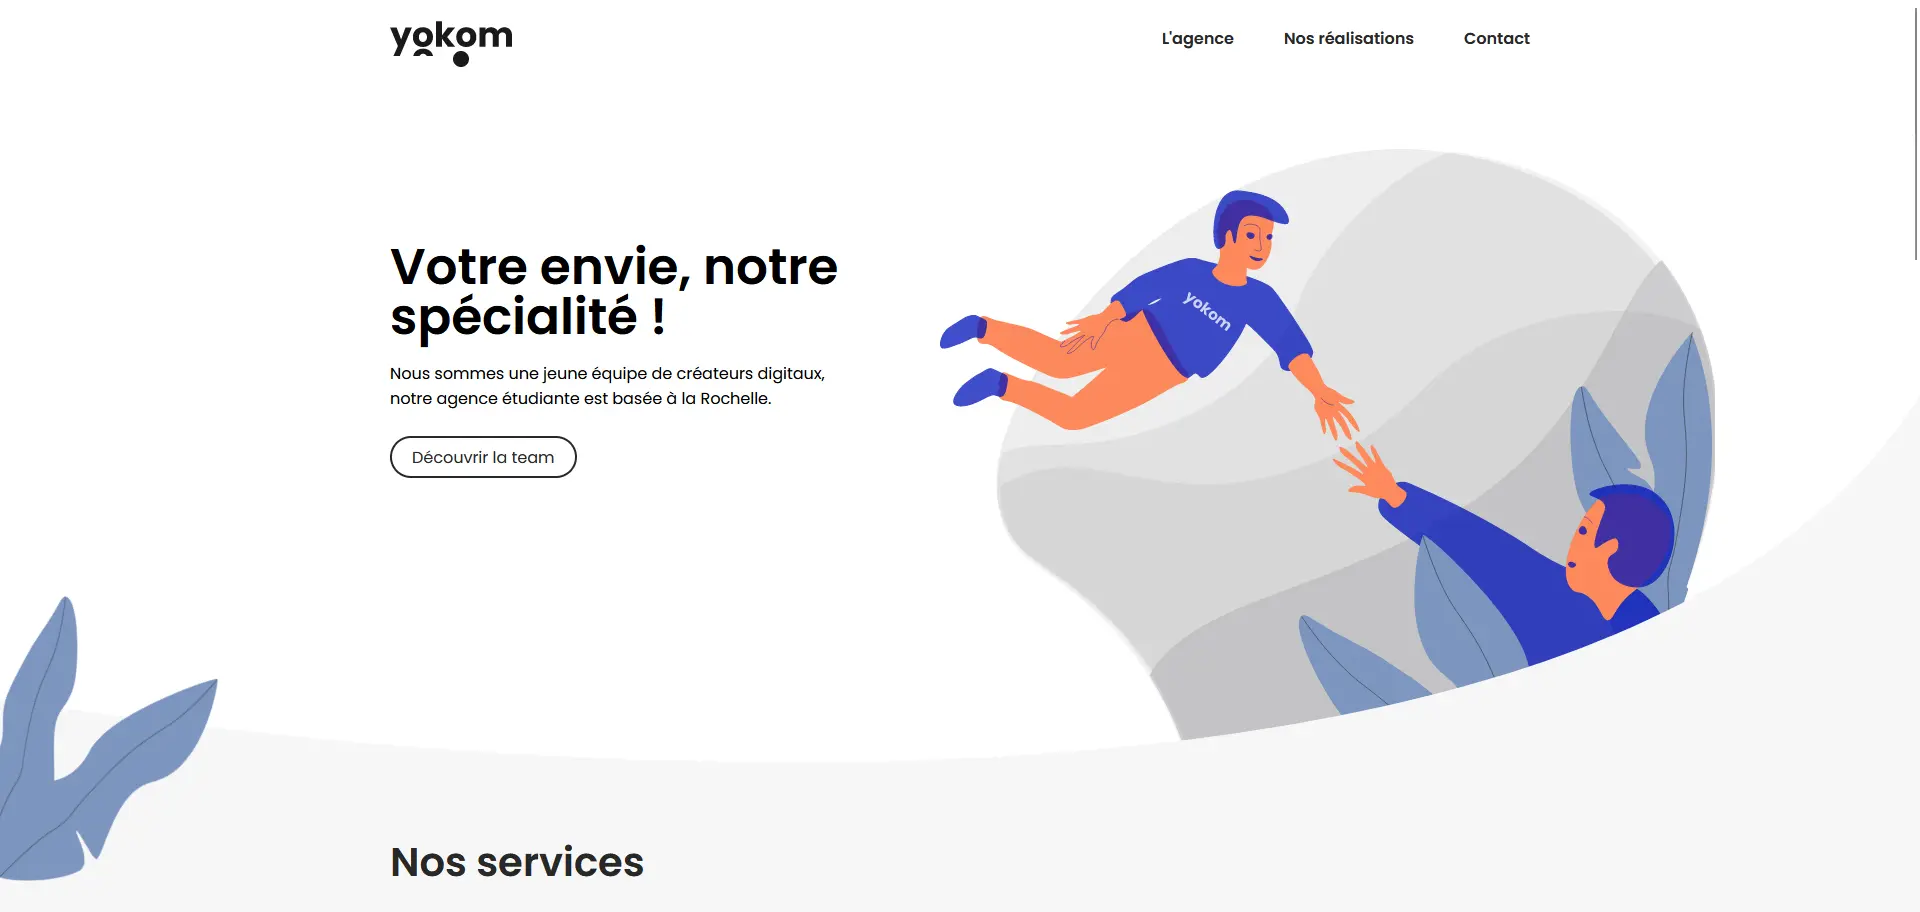 yokom
L'agence
Nos réalisations
Contact
Votre envie, notre
spécialité !
Nous sommes une jeune équipe de créateurs digitaux,
notre agence étudiante est basée à la Rochelle.
Découvrir la team
yokom
Nos services